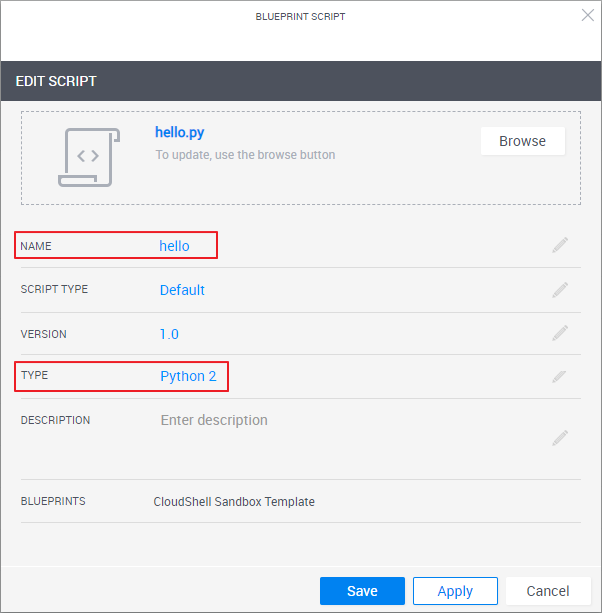 BLUEPRINT SCRIPT
EDIT SCRIPT
hello.py
To update, use the browse button
Browse
NAME hello
SCRIPT TYPE Default
VERSION 1.0
TYPE Python 2
DESCRIPTION Enter description
BLUEPRINTS CloudShell Sandbox Template
Save Apply Cancel